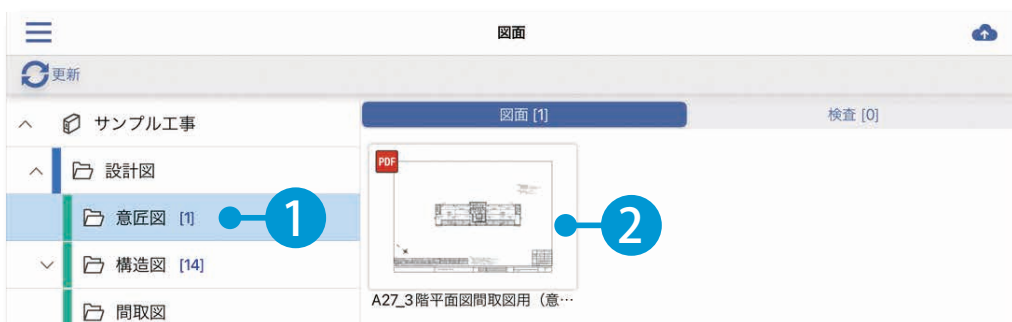 図面
更新
サンプル工事
設計図
意匠図 [1]
1
構造図 [14]
間取図
図面 [1]
検査 [0]
PDF
2
A27_3階平面図間取図用（意…